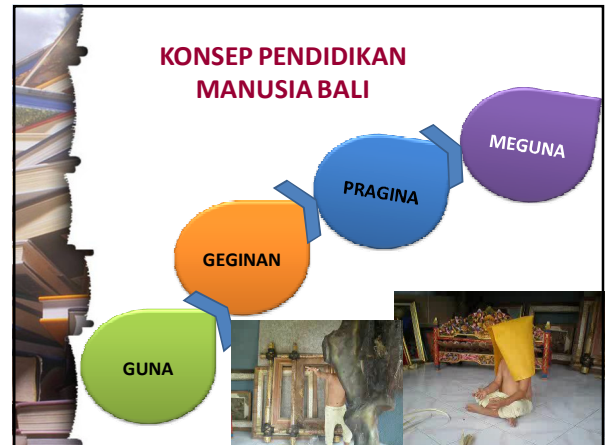 KONSEP PENDIDIKAN
MANUSIA BALI
MEGUNA
PRAGINA
GEGINAN
GUNA